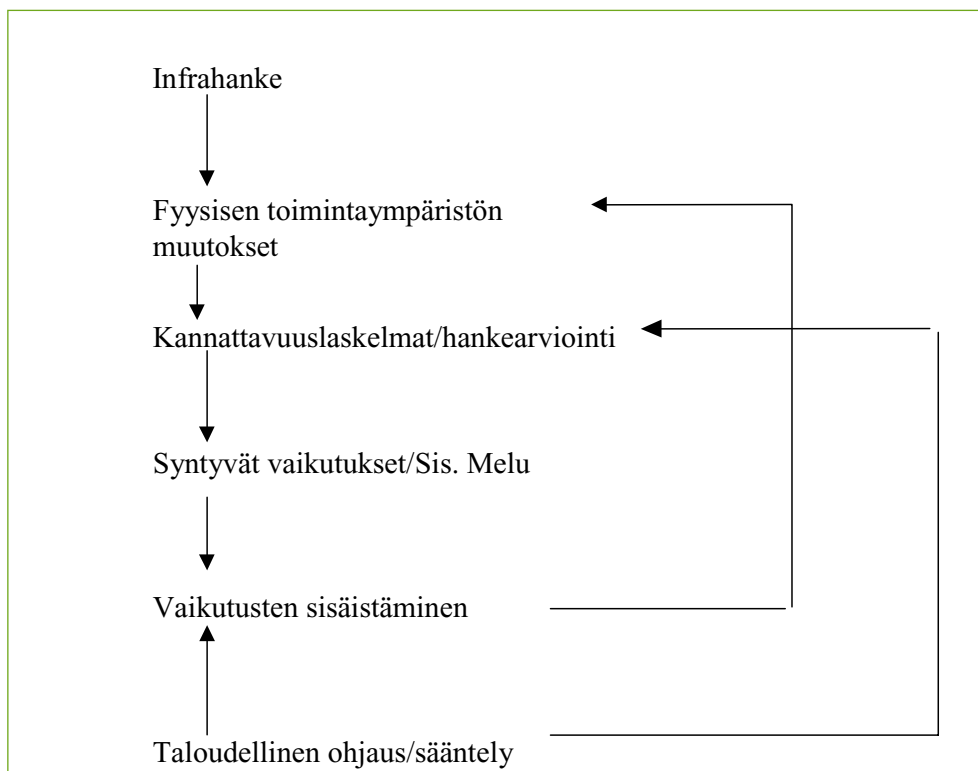 Infrahanke
Fyysisen toimintaympäristön
muutokset
Kannattavuuslaskelmat/hankearviointi
Syntyvät vaikutukset/Sis. Melu
Vaikutusten sisäistäminen
Taloudellinen ohjaus/sääntely